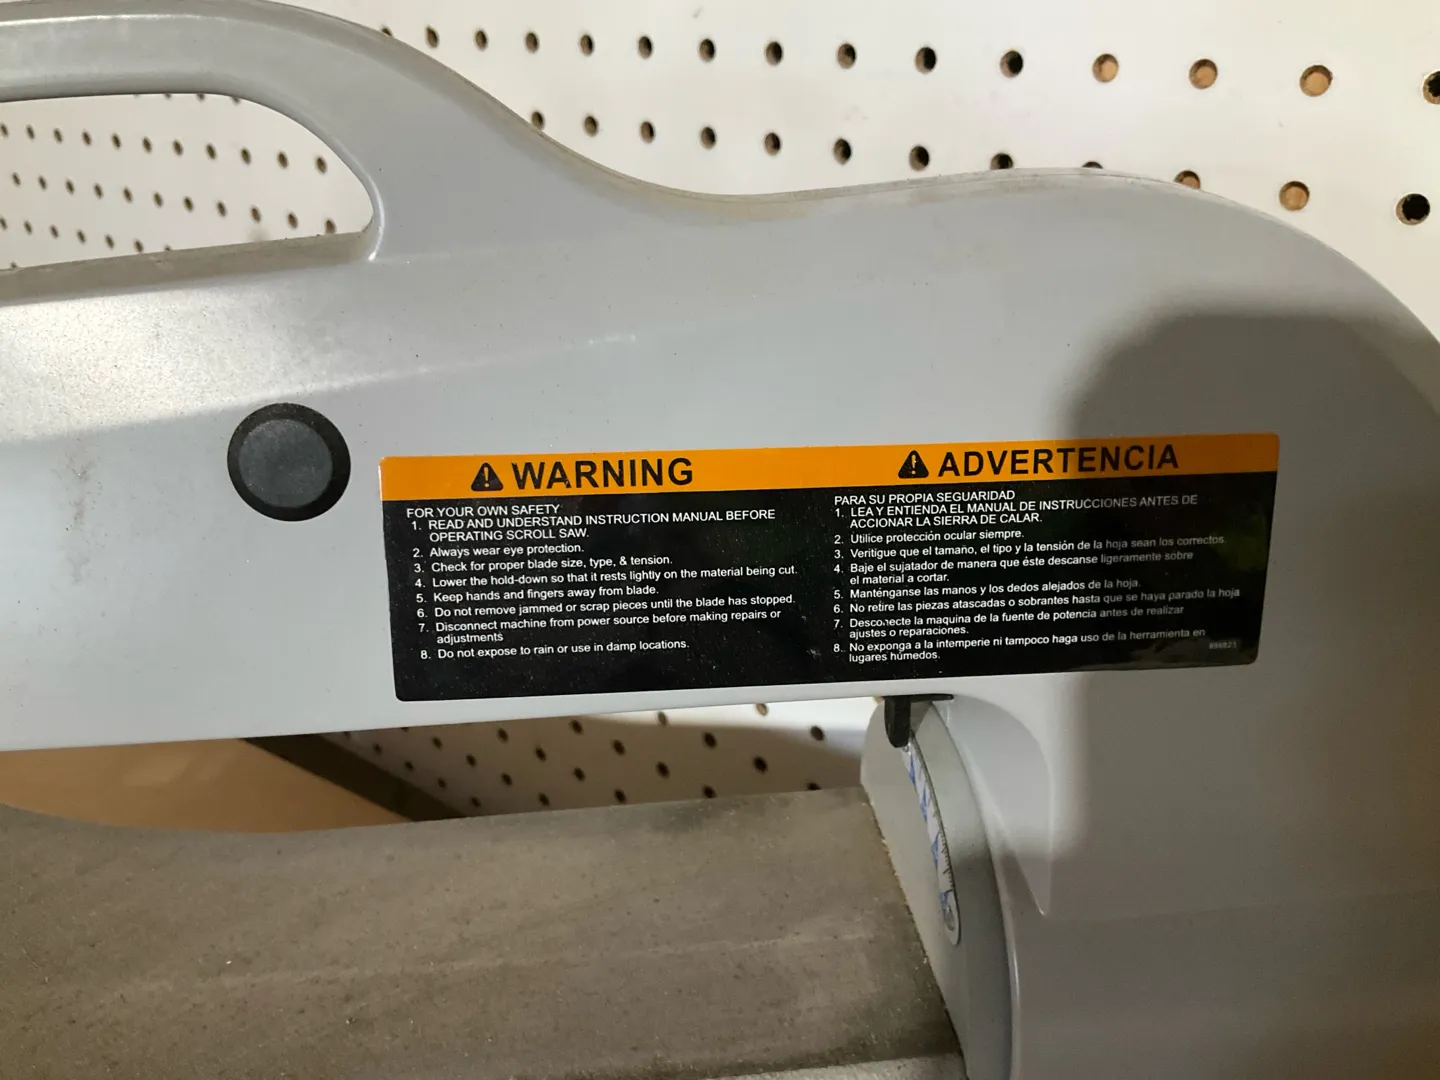 WARNING
FOR YOUR OWN SAFETY
1. READ AND UNDERSTAND INSTRUCTION MANUAL BEFORE
OPERATING SCROLL SAW.
2. Always wear eye protection.
3. Check for proper blade size, type, & tension.
4. Lower the hold-down so that it rests lightly on the material being cut.
5. Keep hands and fingers away from blade.
6. Do not remove jammed or scrap pieces until the blade has stopped.
7. Disconnect machine from power source before making repairs or
adjustments
8. Do not expose to rain or use in damp locations.
ADVERTENCIA
PARA SU PROPIA SEGUARIDAD
1. LEA Y ENTIENDA EL MANUAL DE INSTRUCCIONES ANTES DE
ACCIONAR LA SIERRA DE CALAR.
2. Utilice protección ocular siempre.
3. Veritigue que el tamaño, el tipo y la tensión de la hoja sean los correctos.
4. Baje el sujatador de manera que éste descanse ligeramente sobre
el material a cortar.
5. Manténganse las manos y los dedos alejados de la hoja.
6. No retire las piezas atascadas o sobrantes hasta que se haya parado la hoja
7. Desconecte la maquina de la fuente de potencia antes de realizar
ajustes o reparaciones.
8. No exponga a la intemperie ni tampoco haga uso de la herramienta en
lugares húmedos.